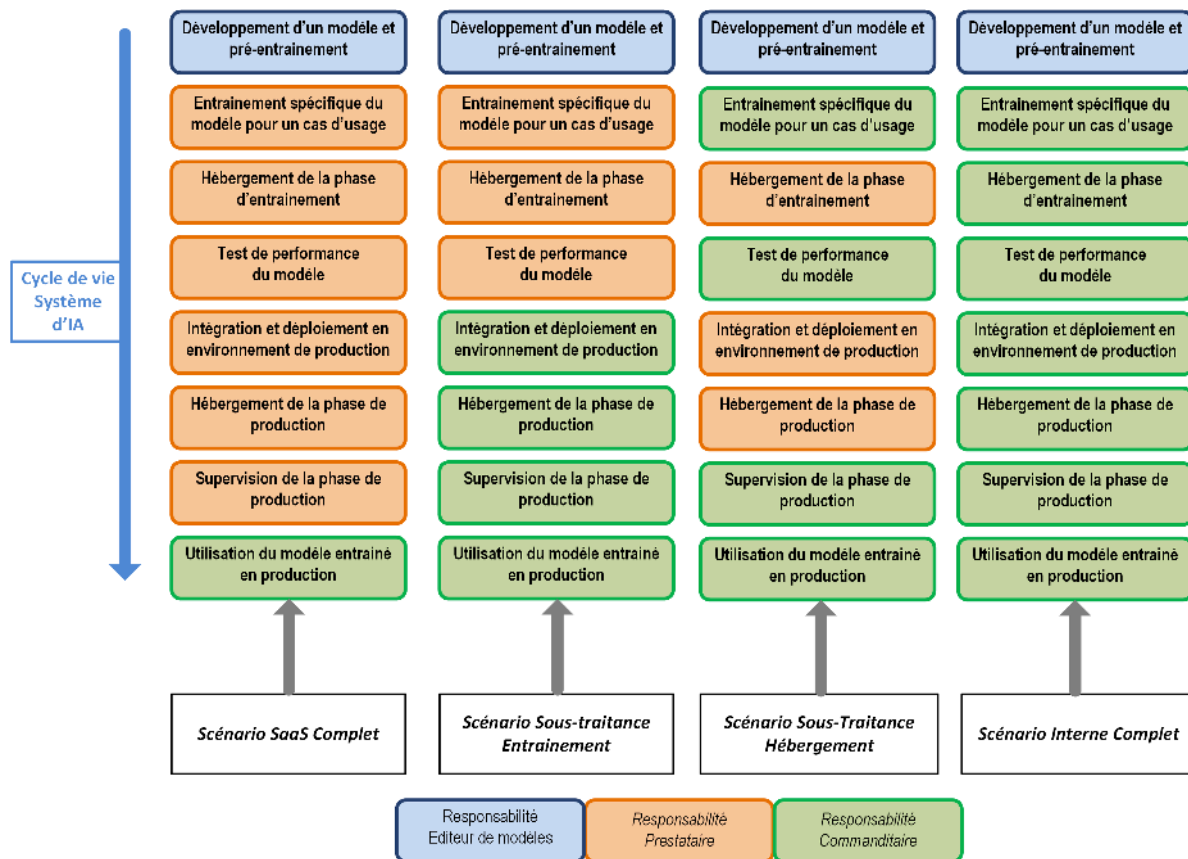 Développement d'un modèle et
pré-entrainement
Développement d'un modèle et
pré-entrainement
Développement d'un modèle et
pré-entrainement
Développement d'un modèle et
pré-entrainement
Entrainement spécifique du
modèle pour un cas d'usage
Entrainement spécifique du
modèle pour un cas d'usage
Entrainement spécifique du
modèle pour un cas d'usage
Entrainement spécifique du
modèle pour un cas d'usage
Hébergement de la phase
d'entrainement
Hébergement de la phase
d'entrainement
Hébergement de la phase
d'entrainement
Hébergement de la phase
d'entrainement
Cycle de vie
Système
d'IA
Test de performance
du modèle
Test de performance
du modèle
Test de performance
du modèle
Test de performance
du modèle
Intégration et déploiement en
environnement de production
Intégration et déploiement en
environnement de production
Intégration et déploiement en
environnement de production
Intégration et déploiement en
environnement de production
Hébergement de la phase de
production
Hébergement de la phase de
production
Hébergement de la phase de
production
Hébergement de la phase de
production
Supervision de la phase de
production
Supervision de la phase de
production
Supervision de la phase de
production
Supervision de la phase de
production
Utilisation du modèle entrainé
en production
Utilisation du modèle entrainé
en production
Utilisation du modèle entrainé
en production
Utilisation du modèle entrainé
en production
Scénario SaaS Complet
Scénario Sous-traitance
Entrainement
Scénario Sous-Traitance
Hébergement
Scénario Interne Complet
Responsabilité
Editeur de modèles
Responsabilité
Prestataire
Responsabilité
Commanditaire